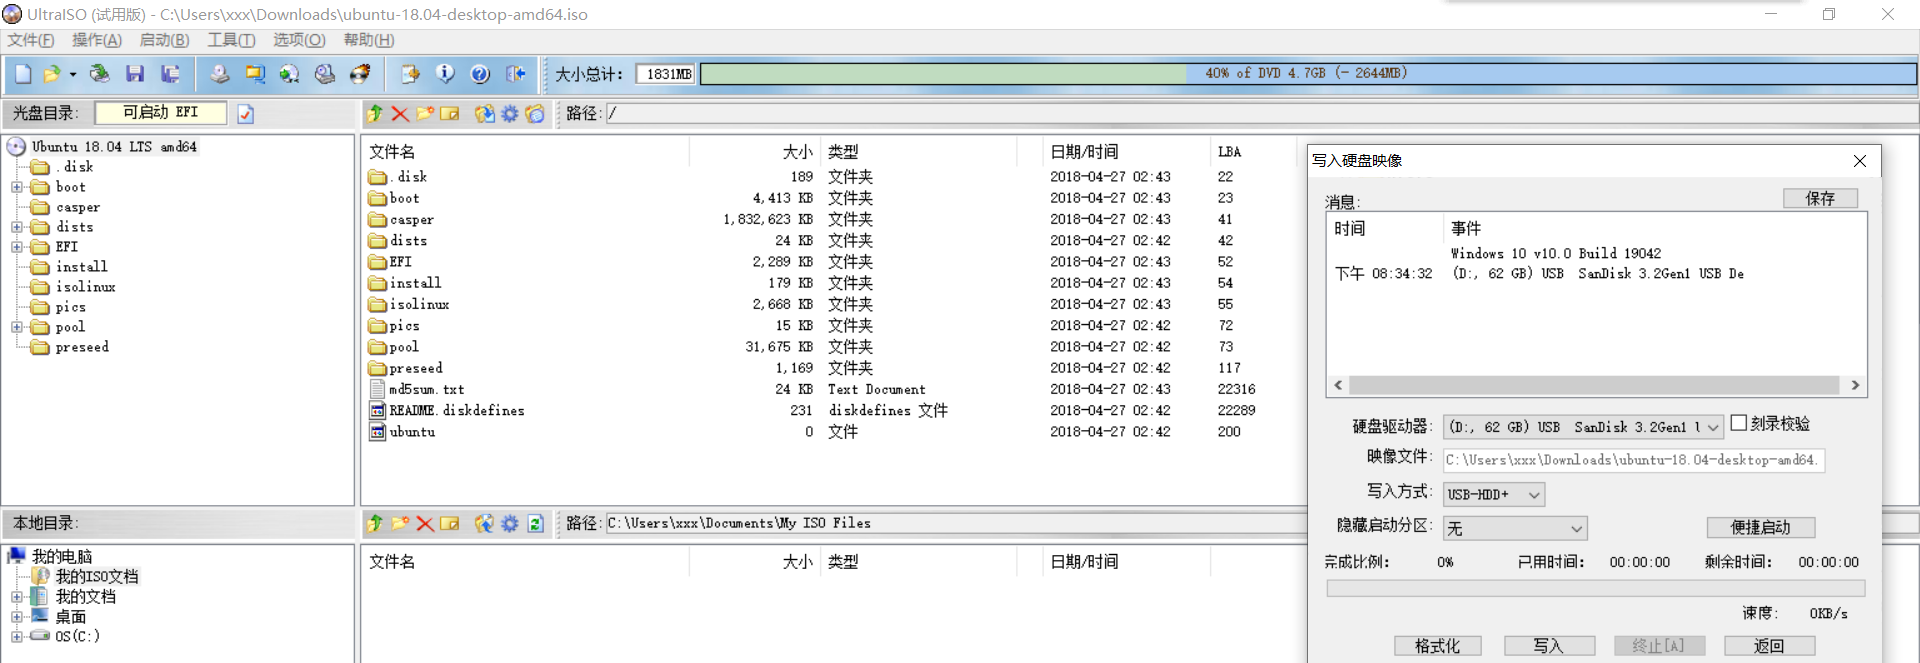 UltraISO (试用版) - C:\Users\xxx\Downloads\ubuntu-18.04-desktop-amd64.iso
文件(F) 操作(A) 启动(B) 工具(T) 选项(O) 帮助(H)
大小总计： 1831MB 40% of DVD 4.7GB (- 2644MB)
光盘目录： 可启动 EFI 路径：/
Ubuntu 18.04 LTS amd64
.disk
boot
casper
dists
EFI
install
isolinux
pics
pool
preseed
文件名 大小 类型 日期/时间 LBA
.disk 189 文件夹 2018-04-27 02:43 22
boot 4,413 KB 文件夹 2018-04-27 02:43 23
casper 1,832,623 KB 文件夹 2018-04-27 02:43 41
dists 24 KB 文件夹 2018-04-27 02:42 42
EFI 2,289 KB 文件夹 2018-04-27 02:43 52
install 179 KB 文件夹 2018-04-27 02:43 54
isolinux 2,668 KB 文件夹 2018-04-27 02:43 55
pics 15 KB 文件夹 2018-04-27 02:42 72
pool 31,675 KB 文件夹 2018-04-27 02:42 73
preseed 1,169 文件夹 2018-04-27 02:42 117
md5sum.txt 24 KB Text Document 2018-04-27 02:43 22316
README.diskdefines 231 diskdefines 文件 2018-04-27 02:42 22289
ubuntu 0 文件 2018-04-27 02:42 200
本地目录： 路径：C:\Users\xxx\Documents\My ISO Files
我的电脑
我的ISO文档
我的文档
桌面
OS(C:)
文件名 大小 类型 日期/时间
写入硬盘映像
消息： 保存
时间 事件
Windows 10 v10.0 Build 19042
下午 08:34:32 (D:, 62 GB) USB SanDisk 3.2Gen1 USB De
硬盘驱动器： (D:, 62 GB) USB SanDisk 3.2Gen1 刻录校验
映像文件： C:\Users\xxx\Downloads\ubuntu-18.04-desktop-amd64.
写入方式： USB-HDD+
隐藏启动分区： 无 便捷启动
完成比例： 0% 已用时间： 00:00:00 剩余时间： 00:00:00
速度： 0KB/s
格式化 写入 终止[A] 返回